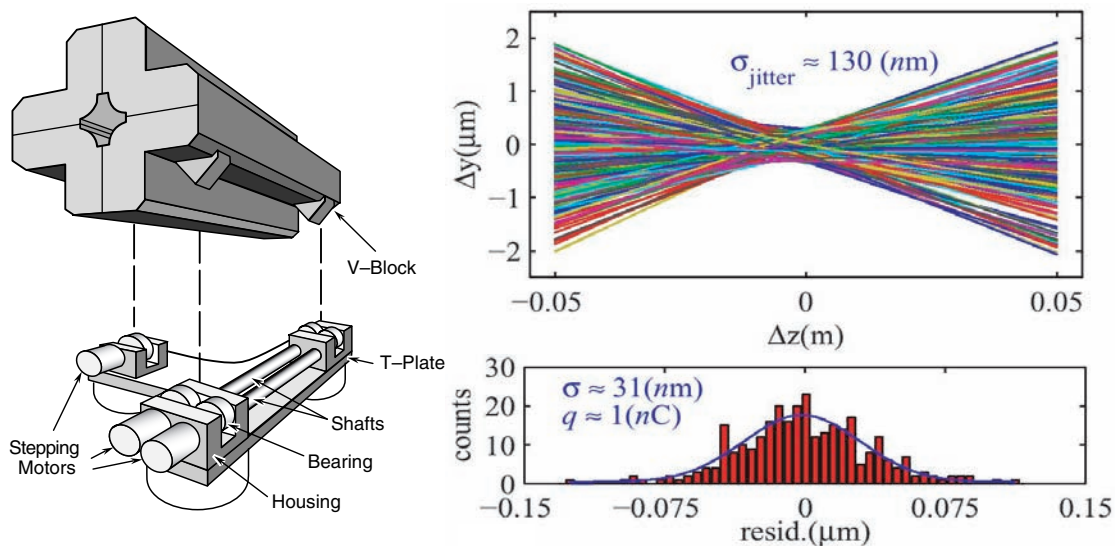 V–Block
T–Plate
Shafts
Stepping
Motors
Bearing
Housing
σjitter ≈ 130 (nm)
Δy(μm)
2
1
0
−1
−2
−0.05
0
0.05
Δz(m)
σ ≈ 31(nm)
q ≈ 1(nC)
counts
30
20
10
0
−0.15
−0.075
0
0.075
0.15
resid.(μm)